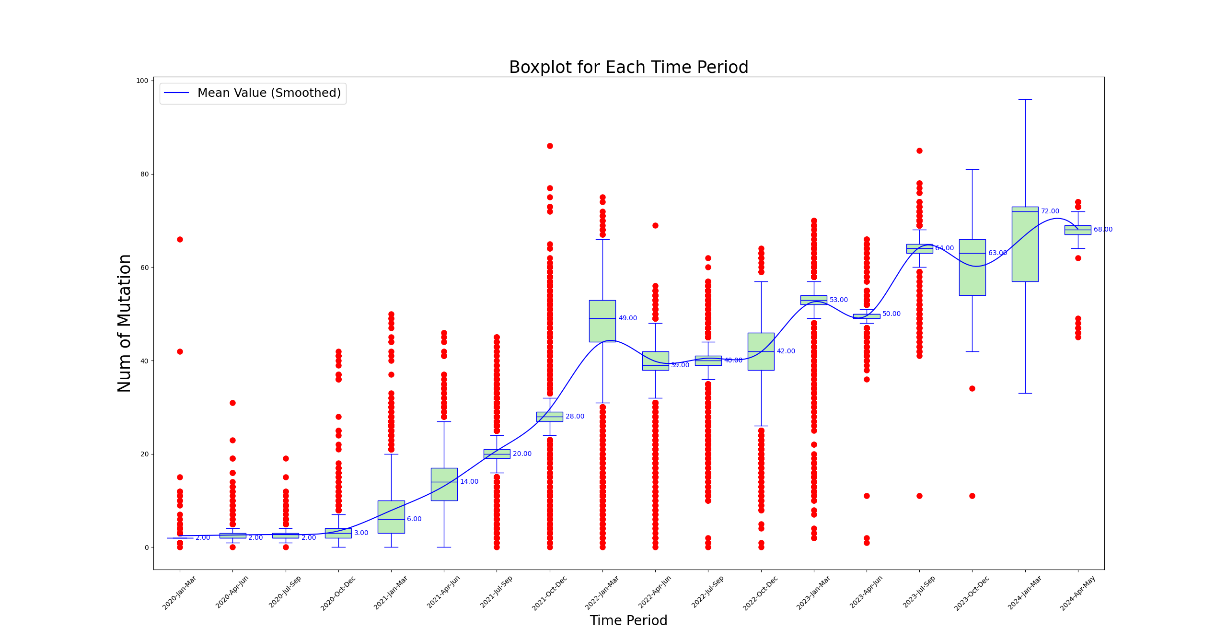 Boxplot for Each Time Period
Mean Value (Smoothed)
Num of Mutation
100
80
60
40
20
0
2.00
2.00
2.00
3.00
6.00
14.00
20.00
28.00
49.00
39.00
40.00
42.00
53.00
50.00
64.00
63.00
72.00
68.00
2020-Jan-Mar
2020-Apr-Jun
2020-Jul-Sep
2020-Oct-Dec
2021-Jan-Mar
2021-Apr-Jun
2021-Jul-Sep
2021-Oct-Dec
2022-Jan-Mar
2022-Apr-Jun
2022-Jul-Sep
2022-Oct-Dec
2023-Jan-Mar
2023-Apr-Jun
2023-Jul-Sep
2023-Oct-Dec
2024-Jan-Mar
2024-Apr-May
Time Period